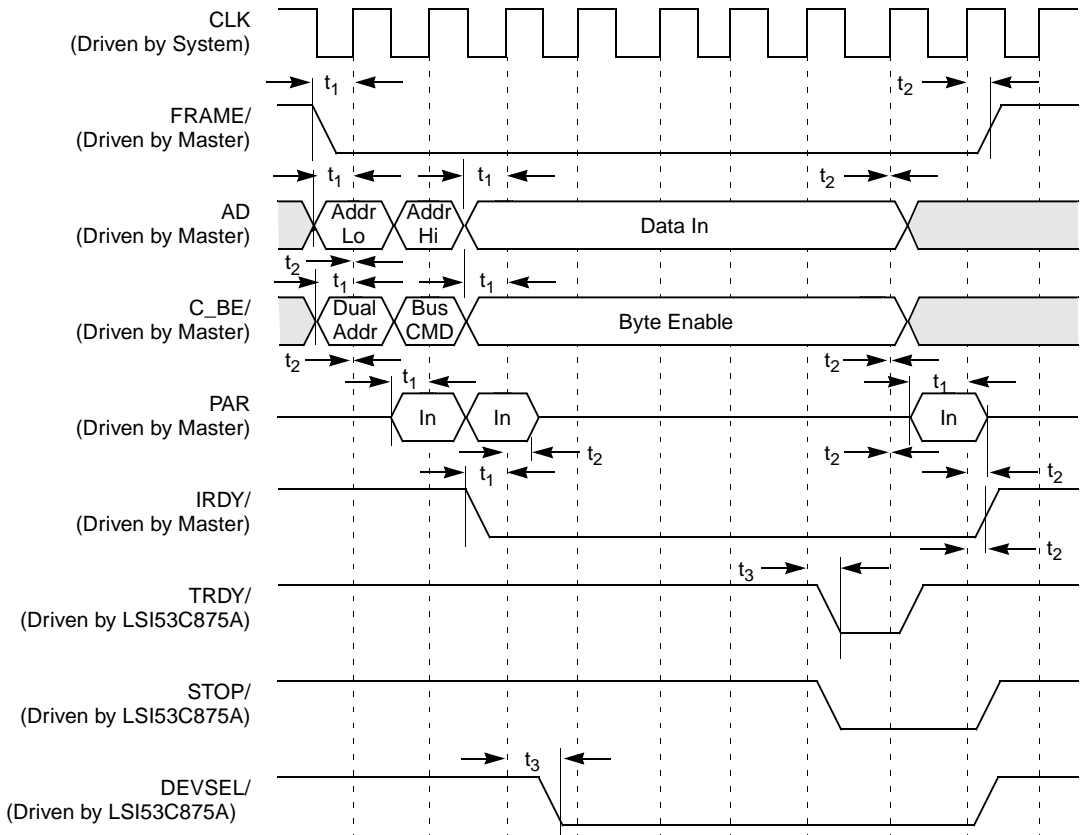 CLK
(Driven by System)
t1
t2
FRAME/
(Driven by Master)
t1
t1
t2
AD
(Driven by Master)
Addr
Lo
Addr
Hi
Data In
t2
t1
t1
C_BE/
(Driven by Master)
Dual
Addr
Bus
CMD
Byte Enable
t2
t2
t1
t1
PAR
(Driven by Master)
In
In
In
t2
t2
t1
t2
IRDY/
(Driven by Master)
t2
t3
TRDY/
(Driven by LSI53C875A)
STOP/
(Driven by LSI53C875A)
t3
DEVSEL/
(Driven by LSI53C875A)